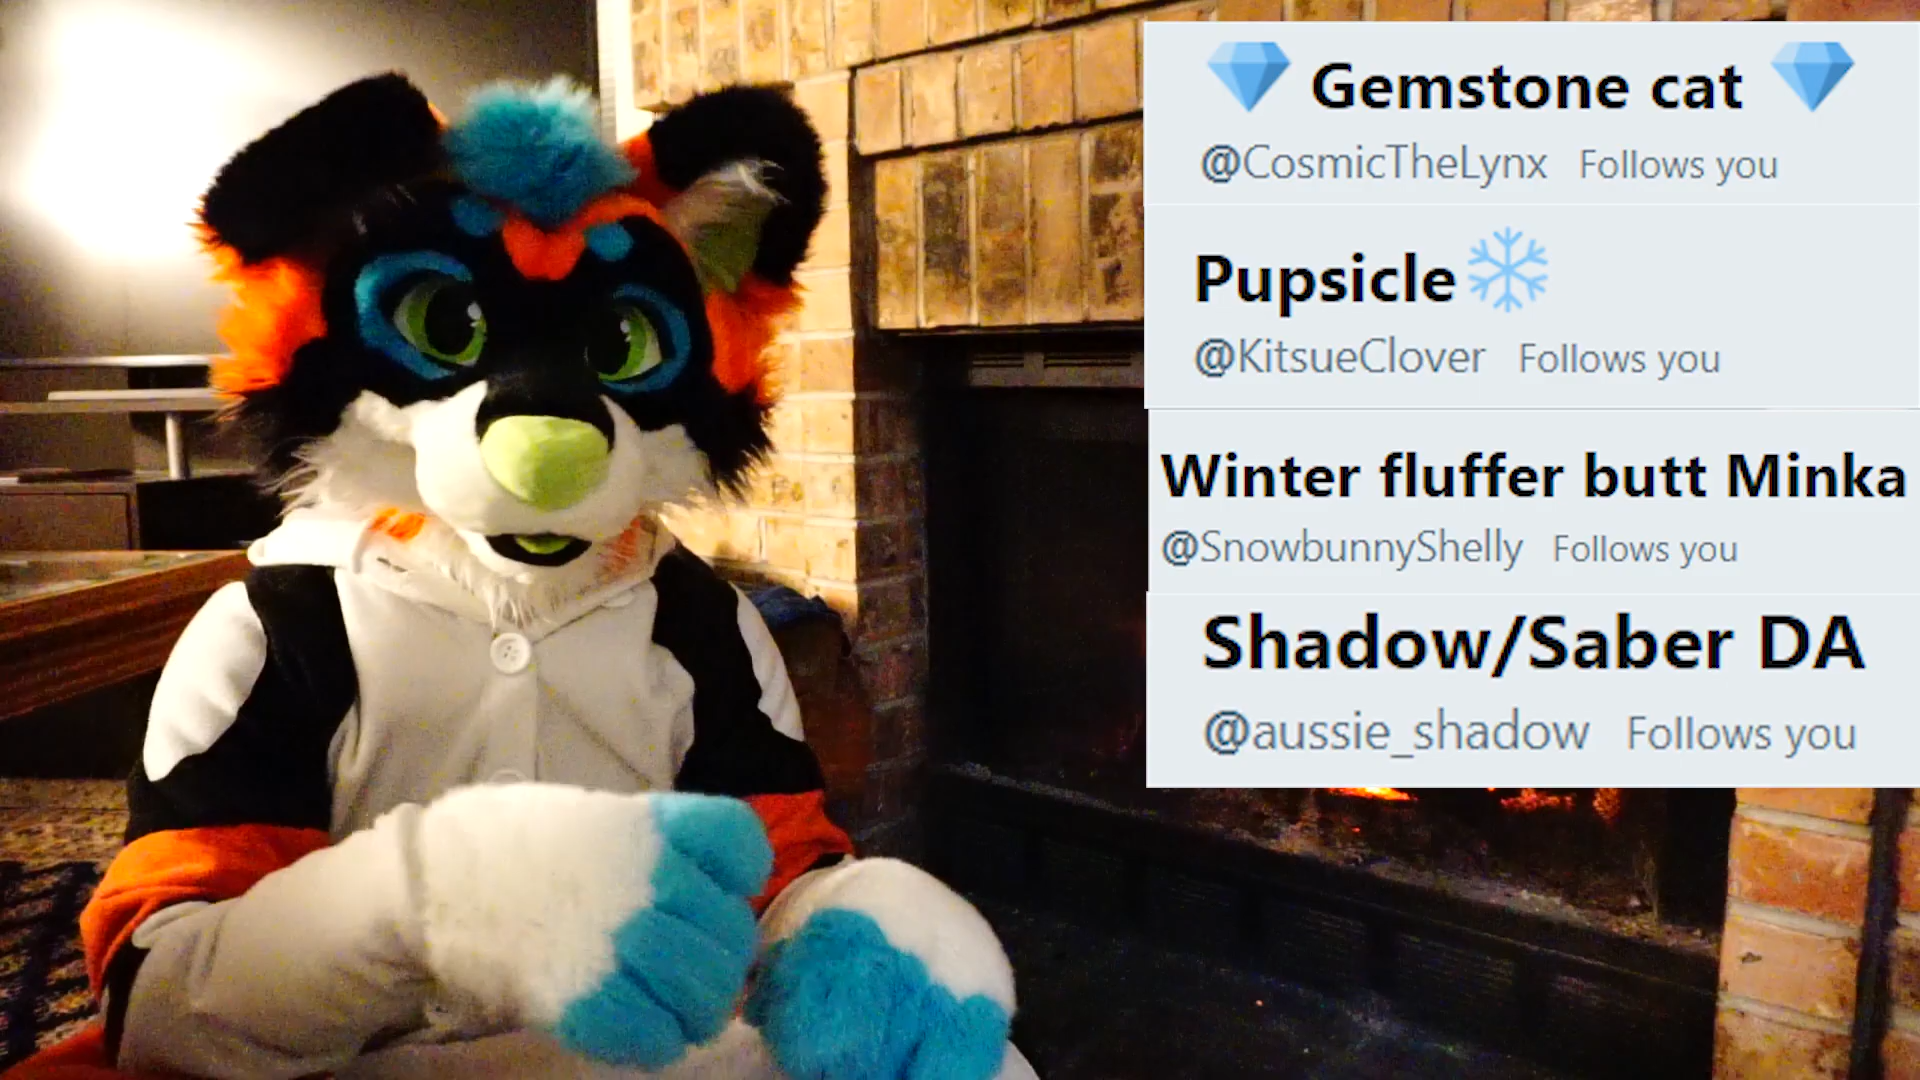 💎 Gemstone cat 💎
@CosmicTheLynx Follows you
Pupsicle❄
@KitsueClover Follows you
Winter fluffer butt Minka
@SnowbunnyShelly Follows you
Shadow/Saber DA
@aussie_shadow Follows you